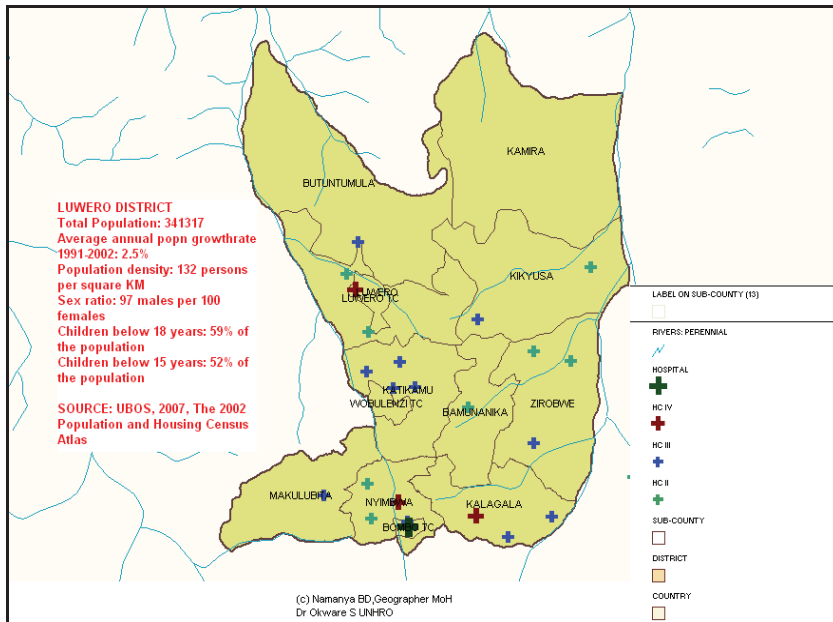 KAMIRA
BUTUNTUMULA
LUWERO DISTRICT
Total Population: 341317
Average annual popn growthrate
1991-2002: 2.5%
Population density: 132 persons
per square KM
Sex ratio: 97 males per 100
females
Children below 18 years: 59% of
the population
Children below 15 years: 52% of
the population
SOURCE: UBOS, 2007, The 2002
Population and Housing Census
Atlas
KIKYUSA
LUWERO TC
KATIKAMU
WOBULENZI TC
BAMUNANIKA
ZIROBWE
NYIMBWA
KALAGALA
BOMBO TC
LABEL ON SUB-COUNTY (13)
RIVERS: PERENNIAL
HOSPITAL
HC IV
HC III
HC II
SUB-COUNTY
DISTRICT
COUNTRY
(c) Namanya BD,Geographer MoH
Dr Okware S UNHRO